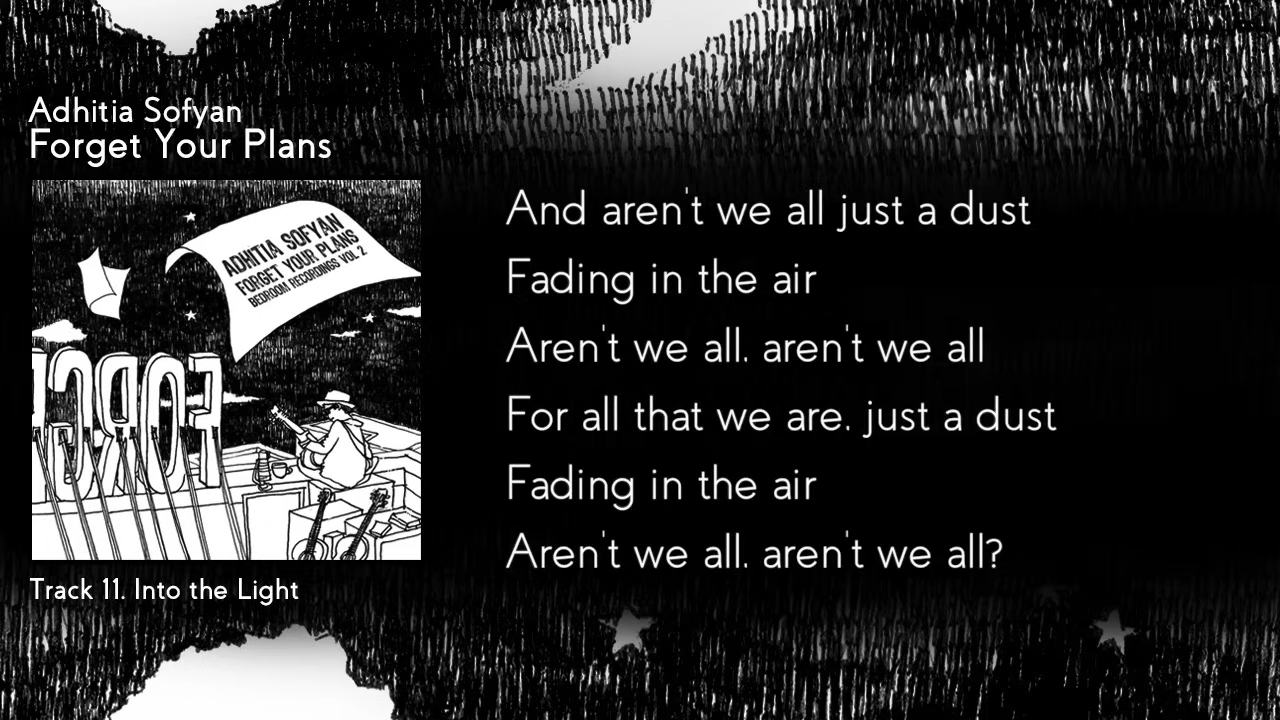 Adhitia Sofyan
Forget Your Plans
ADHITIA SOFYAN
FORGET YOUR PLANS
BEDROOM RECORDINGS VOL 2
FORG
Track 11. Into the Light
And aren't we all just a dust
Fading in the air
Aren't we all. aren't we all
For all that we are. just a dust
Fading in the air
Aren't we all. aren't we all?